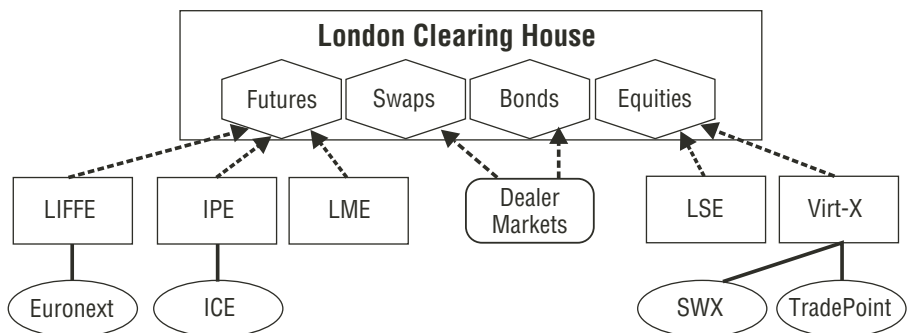 London Clearing House
Futures
Swaps
Bonds
Equities
LIFFE
IPE
LME
Dealer
Markets
LSE
Virt-X
Euronext
ICE
SWX
TradePoint